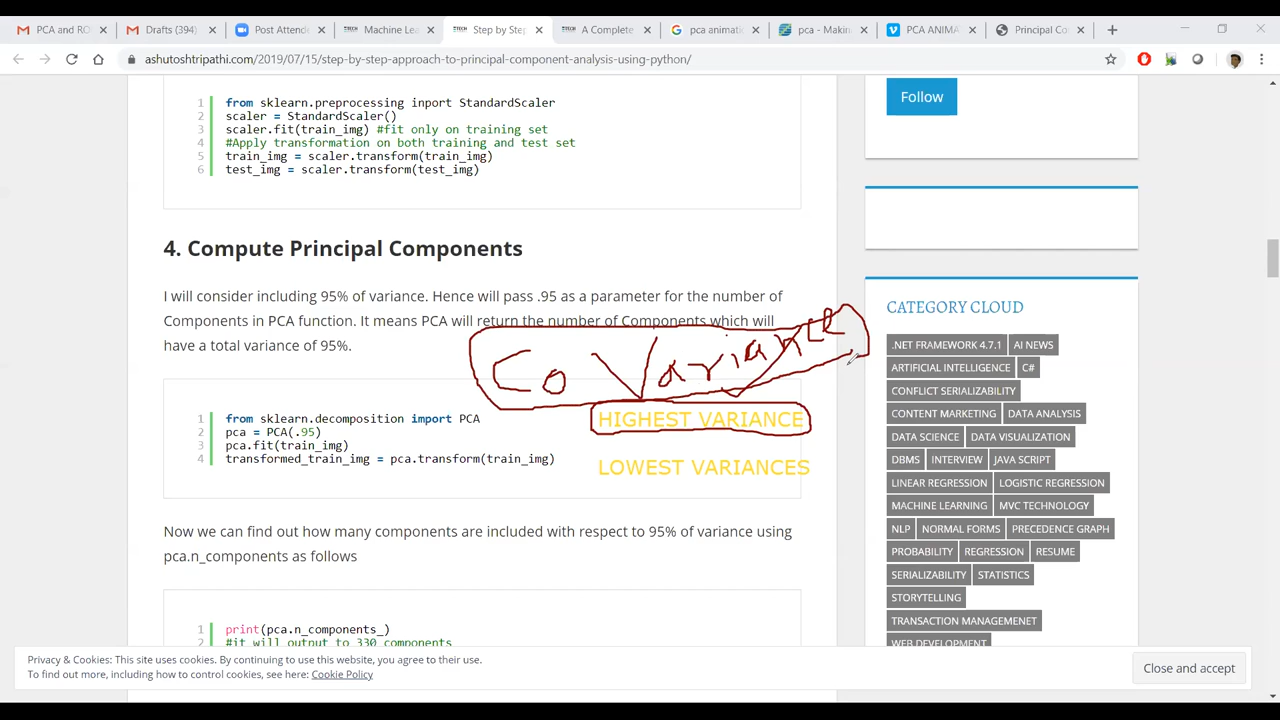 PCA and RO
Drafts (394)
Post Attend
Machine Lea
Step by Ste
A Complete
pca animati
pca - Makin
PCA ANIMA
Principal Co
ashutoshtripathi.com/2019/07/15/step-by-step-approach-to-principal-component-analysis-using-python/
1 from sklearn.preprocessing inport StandardScaler
2 scaler = StandardScaler()
3 scaler.fit(train_img) #fit only on training set
4 #Apply transformation on both training and test set
5 train_img = scaler.transform(train_img)
6 test_img = scaler.transform(test_img)
4. Compute Principal Components
I will consider including 95% of variance. Hence will pass .95 as a parameter for the number of
Components in PCA function. It means PCA will return the number of Components which will
have a total variance of 95%.
Co Variance
1 from sklearn.decomposition import PCA
2 pca = PCA(.95)
3 pca.fit(train_img)
4 transformed_train_img = pca.transform(train_img)
HIGHEST VARIANCE
LOWEST VARIANCES
Now we can find out how many components are included with respect to 95% of variance using
pca.n_components as follows
1 print(pca.n_components_)
2 #it will output to 330 components
Follow
CATEGORY CLOUD
.NET FRAMEWORK 4.7.1 AI NEWS
ARTIFICIAL INTELLIGENCE C#
CONFLICT SERIALIZABILITY
CONTENT MARKETING DATA ANALYSIS
DATA SCIENCE DATA VISUALIZATION
DBMS INTERVIEW JAVA SCRIPT
LINEAR REGRESSION LOGISTIC REGRESSION
MACHINE LEARNING MVC TECHNOLOGY
NLP NORMAL FORMS PRECEDENCE GRAPH
PROBABILITY REGRESSION RESUME
SERIALIZABILITY STATISTICS
STORYTELLING
TRANSACTION MANAGEMENET
WEB DEVELOPMENT
Privacy & Cookies: This site uses cookies. By continuing to use this website, you agree to their use.
To find out more, including how to control cookies, see here: Cookie Policy
Close and accept